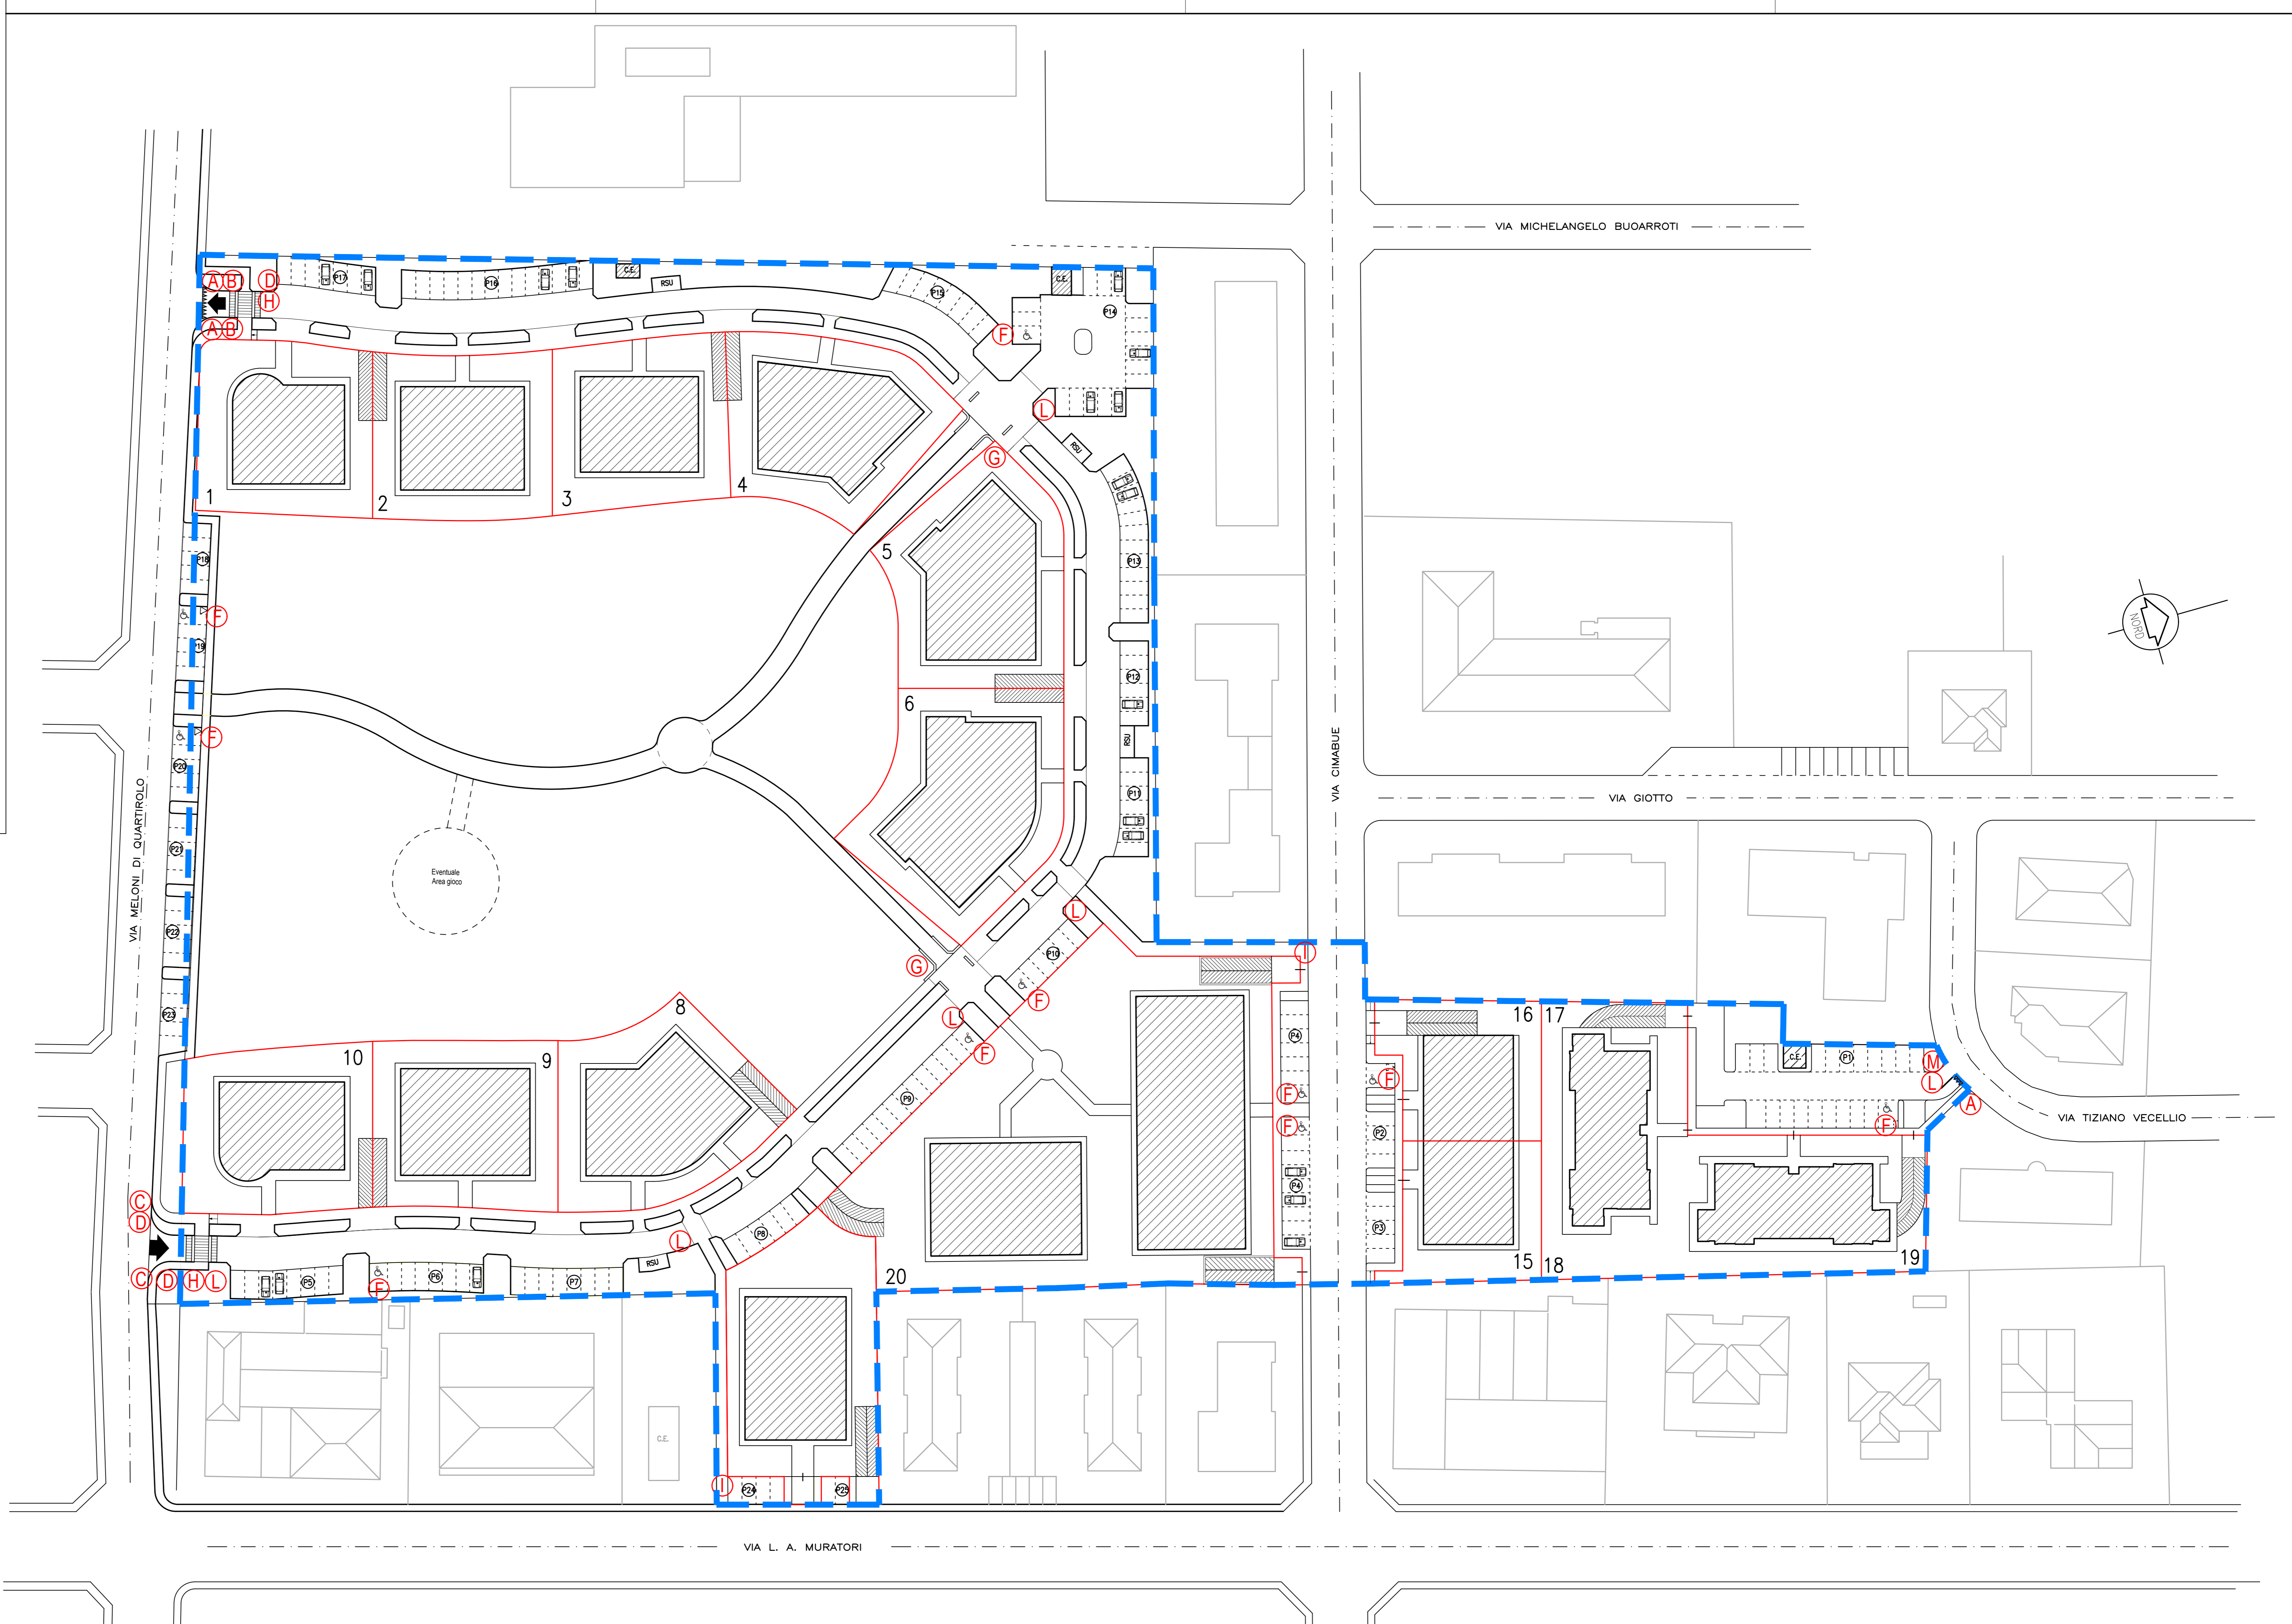 VIA MICHELANGELO BUOARROTI
A
B
D
P17
H
C.E.
P16
RSU
P15
C.E.
P14
F
A
B
L
RSU
G
1
2
3
4
5
P18
F
P19
P13
NORD
P12
6
F
P20
RSU
P11
VIA CIMABUE
VIA GIOTTO
VIA MELONI DI QUARTIROLO
P21
Eventuale
Area gioco
P22
L
P10
I
G
F
P23
8
L
F
P4
16
17
10
9
P9
F
F
F
P2
C.E.
P1
M
L
A
F
VIA TIZIANO VECELLIO
P4
C
D
P8
P3
L
RSU
C
D
H
L
P5
F
P6
P7
20
15
18
19
C.E.
I
P24
P25
VIA L. A. MURATORI